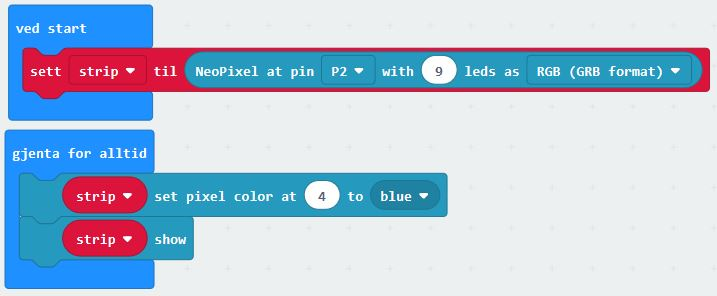 ved start
sett strip til NeoPixel at pin P2 with 9 leds as RGB (GRB format)
gjenta for alltid
strip set pixel color at 4 to blue
strip show